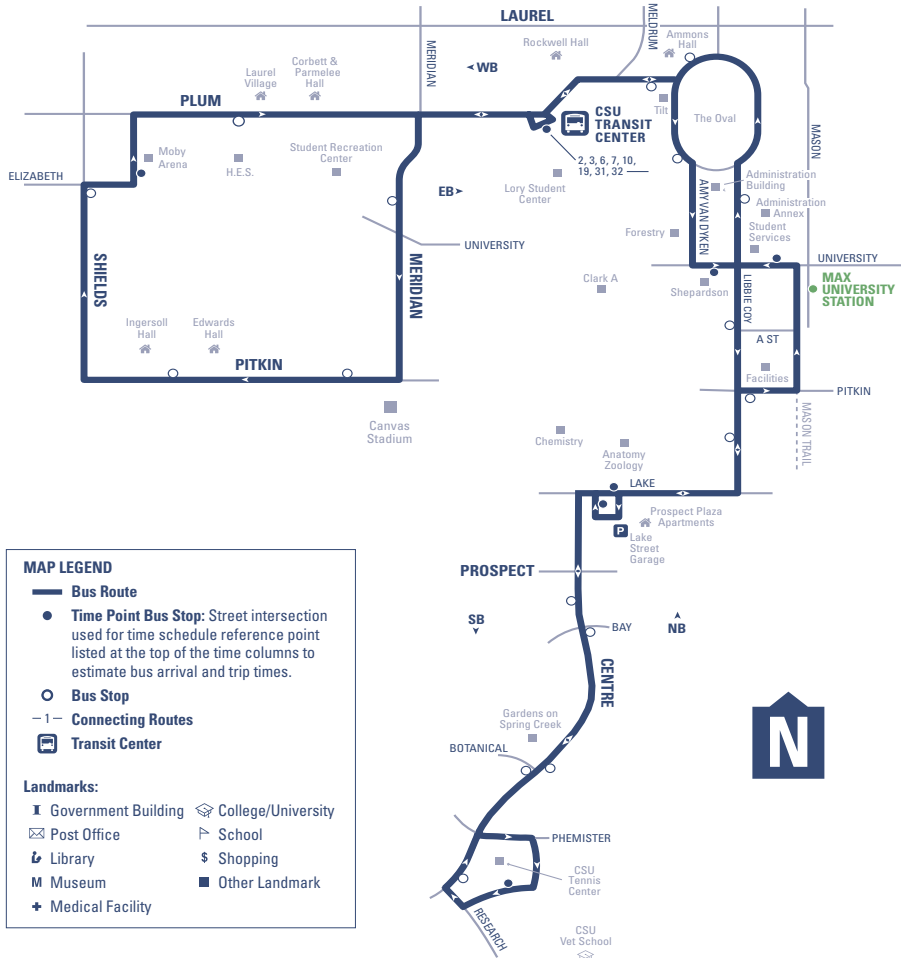 LAUREL
MERIDIAN
MELDRUM
Rockwell Hall
Ammons
Hall
WB
Corbett &
Parmelee
Hall
Laurel
Village
PLUM
CSU
TRANSIT
CENTER
Tilt
The Oval
MASON
Moby
Arena
H.E.S.
Student Recreation
Center
2, 3, 6, 7, 10,
19, 31, 32
ELIZABETH
EB
Lory Student
Center
AMY VAN DYKEN
Administration
Building
Administration
Annex
Student
Services
Forestry
UNIVERSITY
UNIVERSITY
SHIELDS
MERIDIAN
Clark A
Shepardson
LIBBIE COY
MAX
UNIVERSITY
STATION
Ingersoll
Hall
Edwards
Hall
A ST
PITKIN
Facilities
PITKIN
Canvas
Stadium
MASON TRAIL
Chemistry
Anatomy
Zoology
LAKE
Prospect Plaza
Apartments
P
Lake
Street
Garage
PROSPECT
SB
NB
BAY
CENTRE
Gardens on
Spring Creek
BOTANICAL
PHEMISTER
CSU
Tennis
Center
RESEARCH
CSU
Vet School
N
MAP LEGEND
Bus Route
Time Point Bus Stop: Street intersection
used for time schedule reference point
listed at the top of the time columns to
estimate bus arrival and trip times.
Bus Stop
1 Connecting Routes
Transit Center
Landmarks:
Government Building
College/University
Post Office
School
Library
$ Shopping
M Museum
Other Landmark
Medical Facility